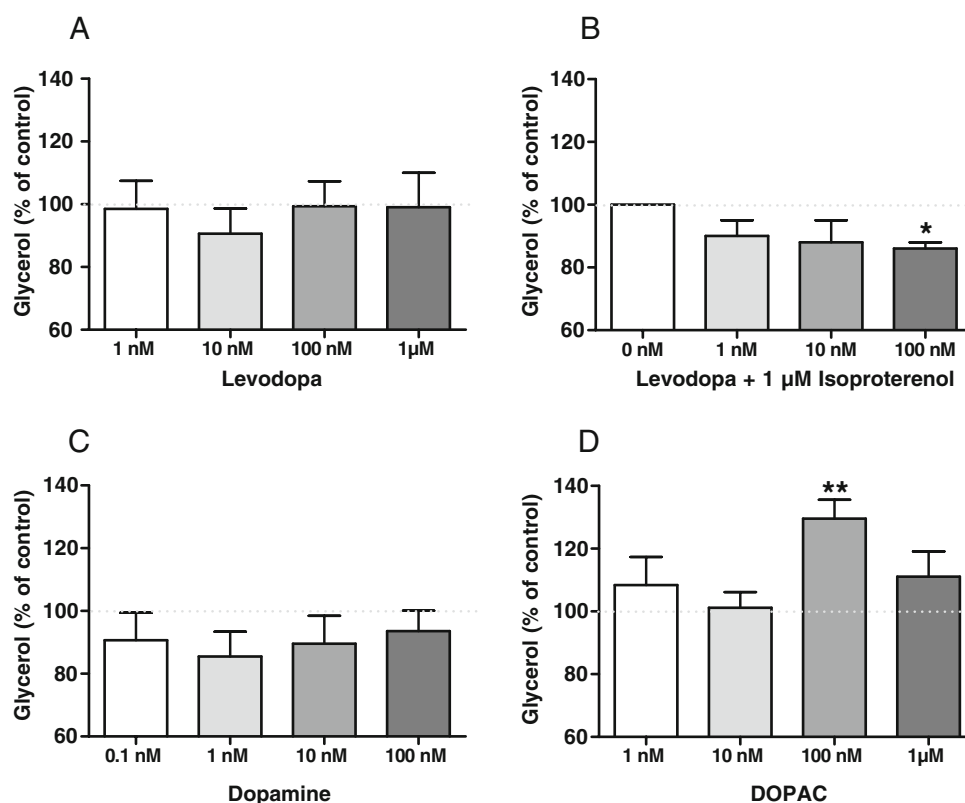 A
Glycerol (% of control)
140
120
100
80
60
1 nM 10 nM 100 nM 1µM
Levodopa
B
Glycerol (% of control)
140
120
100
80
60
*
0 nM 1 nM 10 nM 100 nM
Levodopa + 1 µM Isoproterenol
C
Glycerol (% of control)
140
120
100
80
60
0.1 nM 1 nM 10 nM 100 nM
Dopamine
D
Glycerol (% of control)
140
120
100
80
60
**
1 nM 10 nM 100 nM 1µM
DOPAC